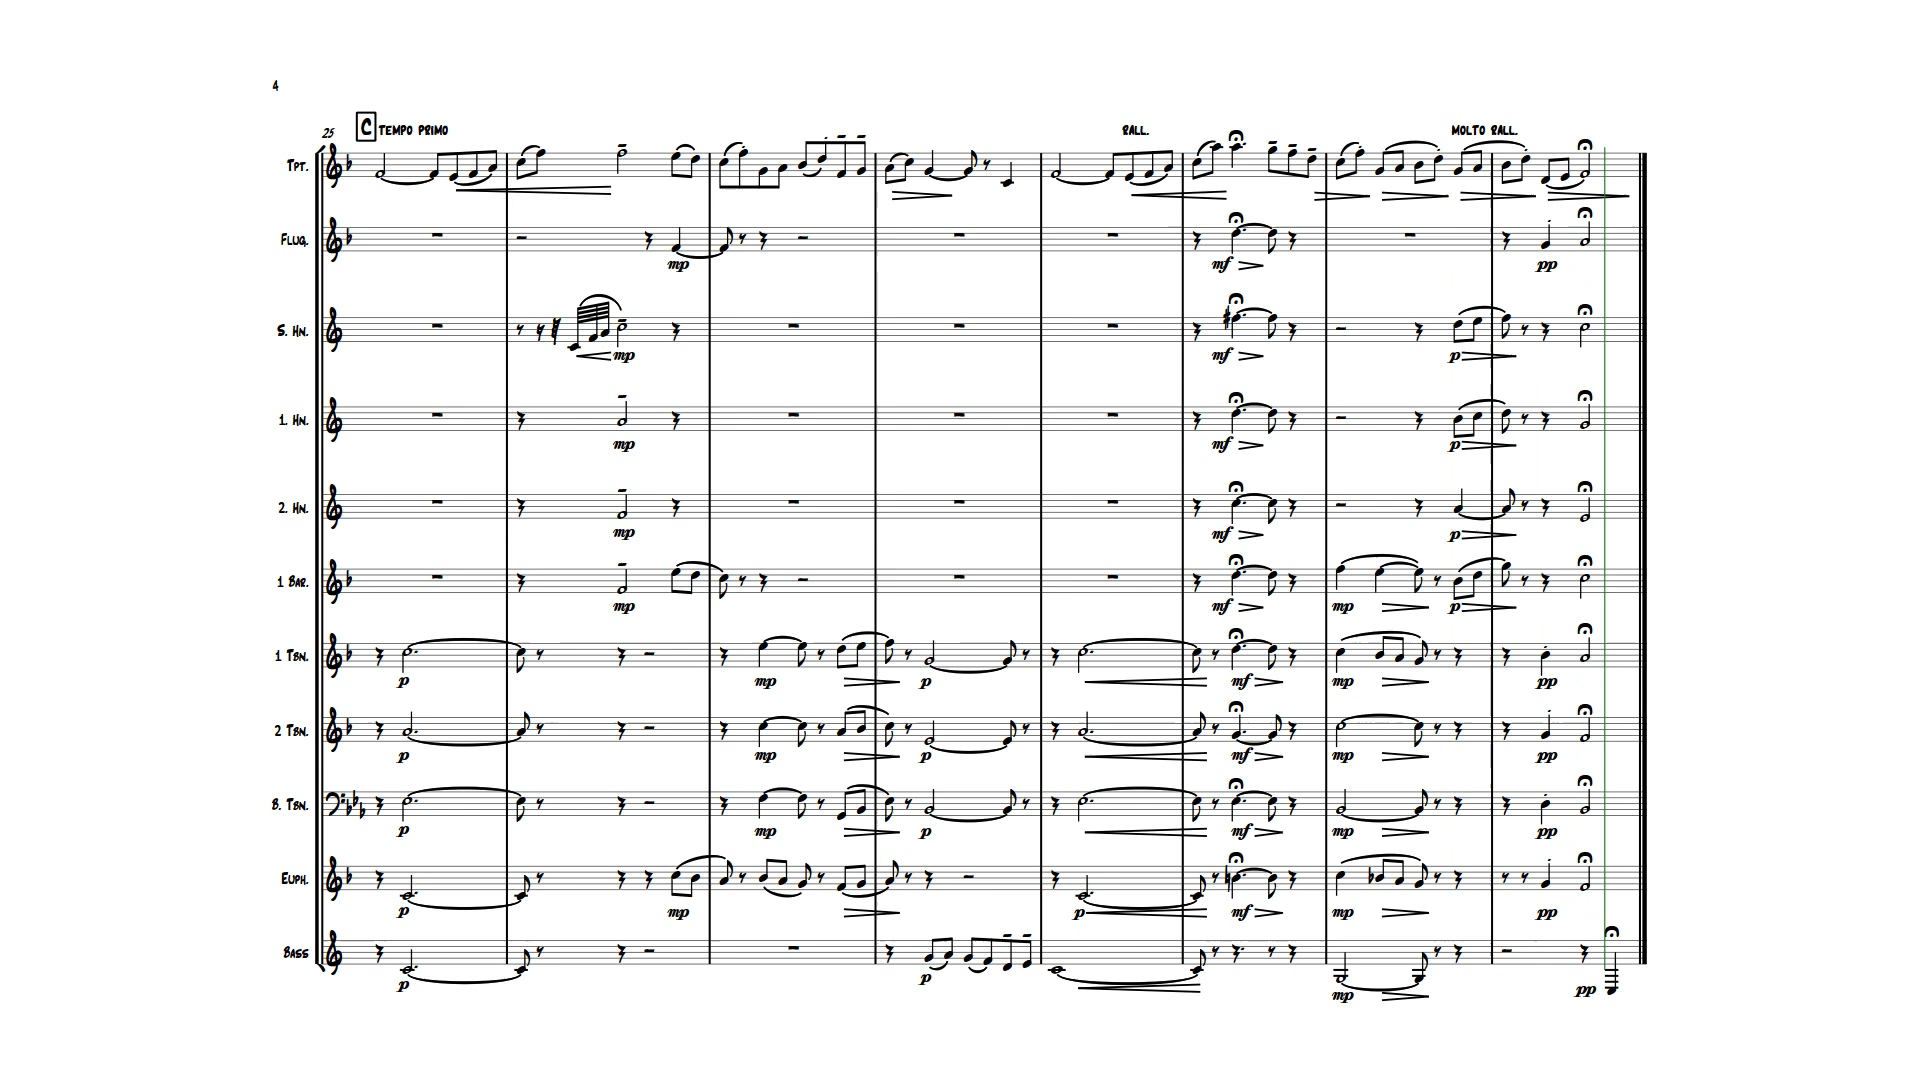 4
25 C TEMPO PRIMO RALL. MOLTO RALL.
TPT.
FLUG.
mp mf pp
S. HN.
mp mf p
1. HN.
mp mf p
2. HN.
mp mf p
1 BAR.
mp mf mp p
1 TBN.
p mp p mf mp pp
2 TBN.
p mp p mf mp pp
B. TBN.
p mp p mf mp pp
EUPH.
p mp p mf mp pp
BASS
p p mp pp